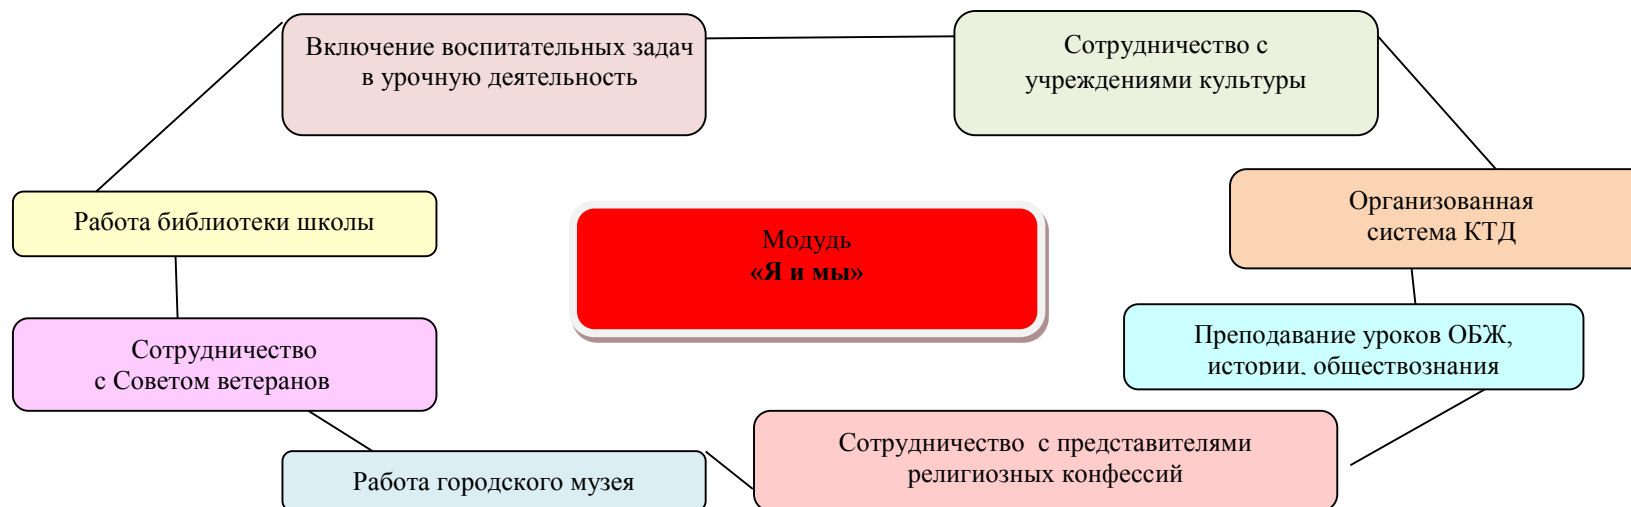 Включение воспитательных задач
в урочную деятельность
Сотрудничество с
учреждениями культуры
Работа библиотеки школы
Модудь
«Я и мы»
Организованная
система КТД
Сотрудничество
с Советом ветеранов
Преподавание уроков ОБЖ,
истории, обществознания
Работа городского музея
Сотрудничество с представителями
религиозных конфессий